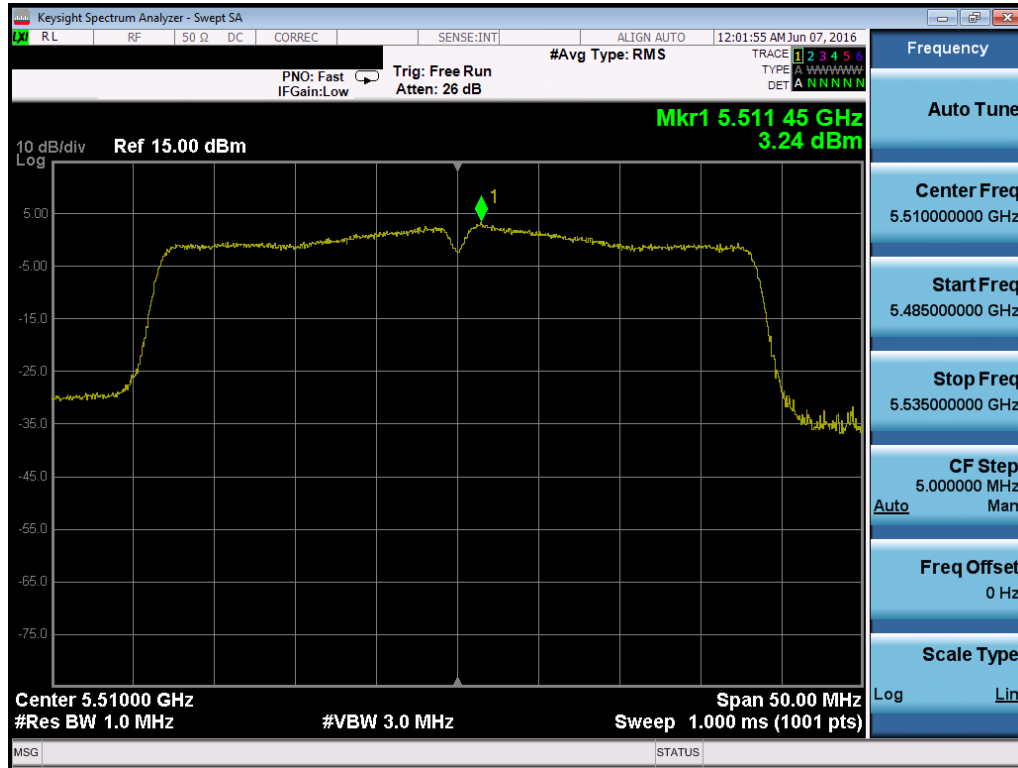 Keysight Spectrum Analyzer - Swept SA
LXI RL RF 50 Ω DC CORREC SENSE:INT ALIGN AUTO 12:01:55 AM Jun 07, 2016
#Avg Type: RMS
TRACE 1 2 3 4 5 6
PNO: Fast Trig: Free Run
TYPE A WWWWW
IFGain:Low Atten: 26 dB
DET A N N N N N
Mkr1 5.511 45 GHz
3.24 dBm
10 dB/div Ref 15.00 dBm
Log
1
5.00
-5.00
-15.0
-25.0
-35.0
-45.0
-55.0
-65.0
-75.0
Center 5.51000 GHz Span 50.00 MHz
#Res BW 1.0 MHz #VBW 3.0 MHz Sweep 1.000 ms (1001 pts)
MSG STATUS
Frequency
Auto Tune
Center Freq
5.510000000 GHz
Start Freq
5.485000000 GHz
Stop Freq
5.535000000 GHz
CF Step
5.000000 MHz
Auto Man
Freq Offset
0 Hz
Scale Type
Log Lin